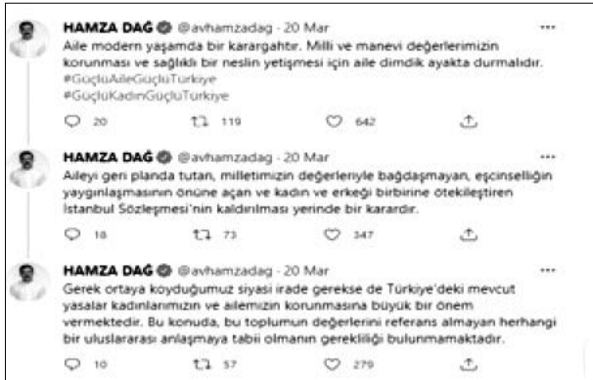 HAMZA DAĞ @avhamzadag · 20 Mar
Aile modern yaşamda bir karargahtır. Milli ve manevi değerlerimizin
korunması ve sağlıklı bir neslin yetişmesi için aile dimdik ayakta durmalıdır.
#GüçlüAileGüçlüTürkiye
#GüçlüKadınGüçlüTürkiye
20 119 642
HAMZA DAĞ @avhamzadag · 20 Mar
Aileyi geri planda tutan, milletimizin değerleriyle bağdaşmayan, eşcinselliğin
yaygınlaşmasının önüne açan ve kadın ve erkeği birbirine ötekileştiren
İstanbul Sözleşmesi'nin kaldırılması yerinde bir karardır.
18 73 347
HAMZA DAĞ @avhamzadag · 20 Mar
Gerek ortaya koyduğumuz siyasi irade gerekse de Türkiye'deki mevcut
yasalar kadınlarımızın ve ailemizin korunmasına büyük bir önem
vermektedir. Bu konuda, bu toplumun değerlerini referans almayan herhangi
bir uluslararası anlaşmaya tabii olmanın gerekliliği bulunmamaktadır.
10 57 279